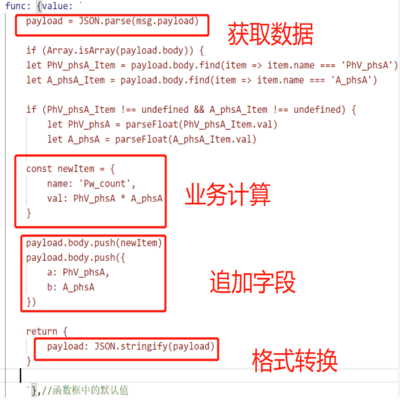 func: {value: `
payload = JSON.parse(msg.payload)
获取数据
if (Array.isArray(payload.body)) {
let PhV_phsA_Item = payload.body.find(item => item.name === 'PhV_phsA')
let A_phsA_Item = payload.body.find(item => item.name === 'A_phsA')
if (PhV_phsA_Item !== undefined && A_phsA_Item !== undefined) {
let PhV_phsA = parseFloat(PhV_phsA_Item.val)
let A_phsA = parseFloat(A_phsA_Item.val)
const newItem = {
name: 'Pw_count',
val: PhV_phsA * A_phsA
}
业务计算
payload.body.push(newItem)
payload.body.push({
a: PhV_phsA,
b: A_phsA
})
追加字段
return {
payload: JSON.stringify(payload)
}
格式转换
`},//函数框中的默认值